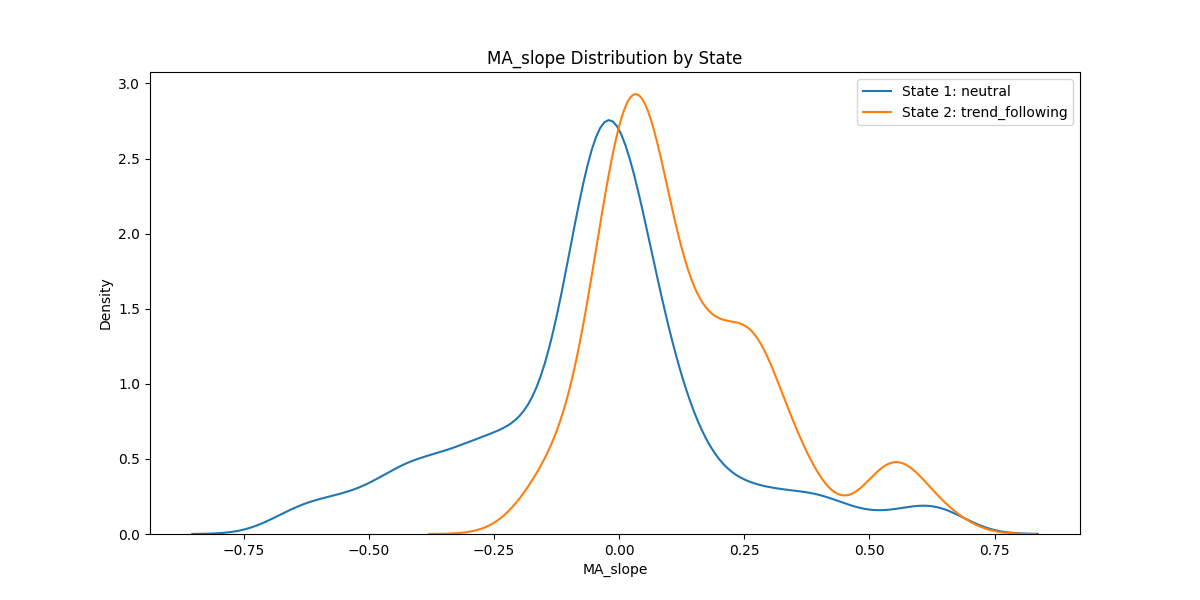 MA_slope Distribution by State
State 1: neutral
State 2: trend_following
Density
3.0
2.5
2.0
1.5
1.0
0.5
0.0
−0.75 −0.50 −0.25 0.00 0.25 0.50 0.75
MA_slope